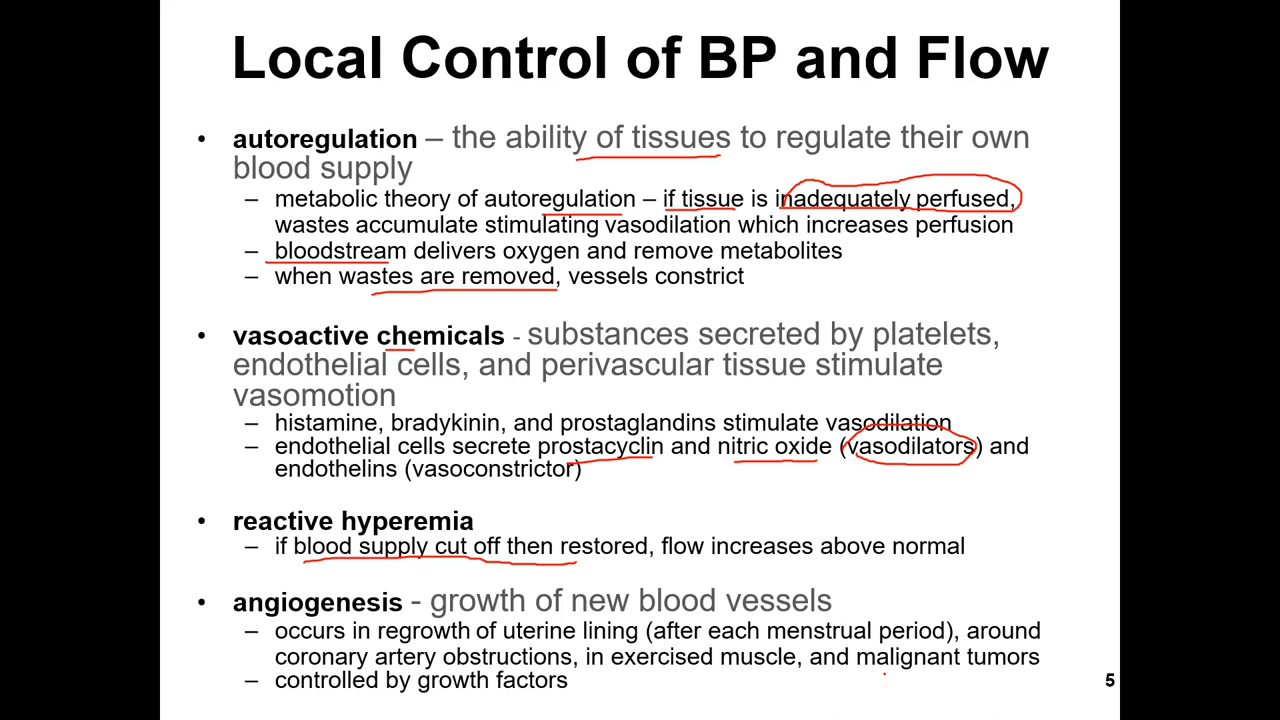 Local Control of BP and Flow
• autoregulation – the ability of tissues to regulate their own
blood supply
– metabolic theory of autoregulation – if tissue is inadequately perfused,
wastes accumulate stimulating vasodilation which increases perfusion
– bloodstream delivers oxygen and remove metabolites
– when wastes are removed, vessels constrict
• vasoactive chemicals - substances secreted by platelets,
endothelial cells, and perivascular tissue stimulate
vasomotion
– histamine, bradykinin, and prostaglandins stimulate vasodilation
– endothelial cells secrete prostacyclin and nitric oxide (vasodilators) and
endothelins (vasoconstrictor)
• reactive hyperemia
– if blood supply cut off then restored, flow increases above normal
• angiogenesis - growth of new blood vessels
– occurs in regrowth of uterine lining (after each menstrual period), around
coronary artery obstructions, in exercised muscle, and malignant tumors
– controlled by growth factors
5